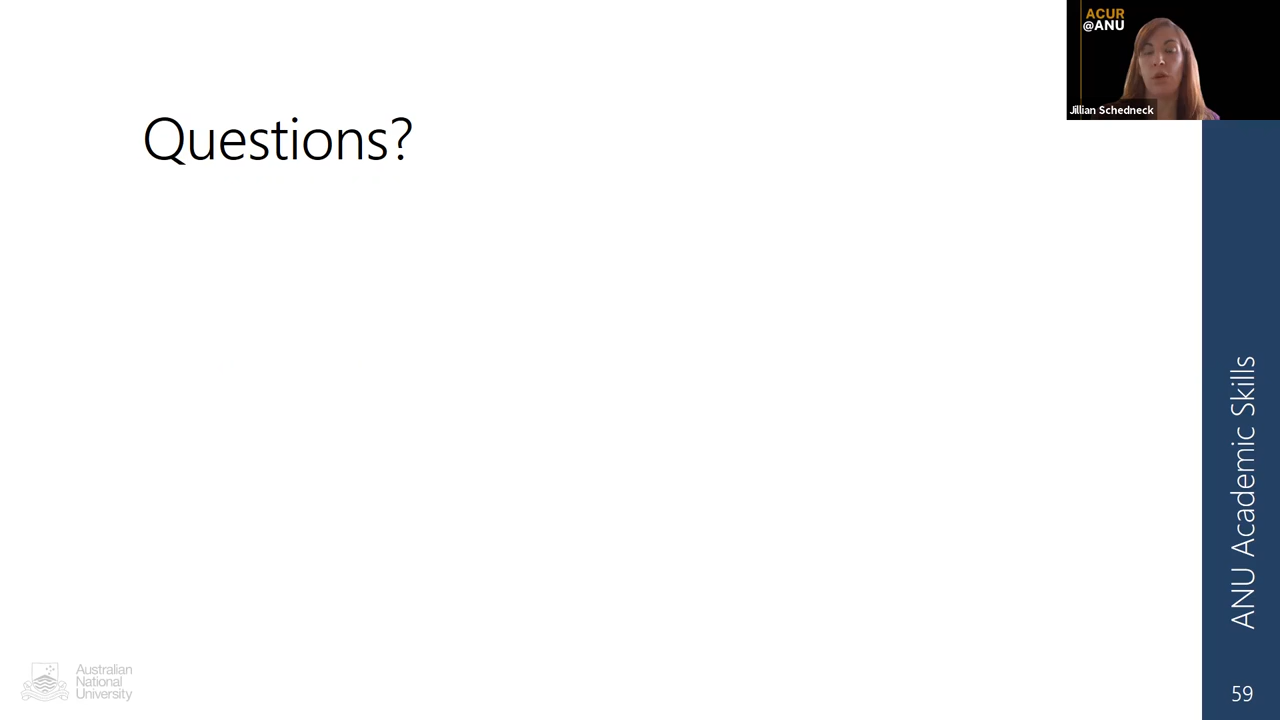 ACUR
@ANU
Jillian Schedneck
Questions?
ANU Academic Skills
Australian
National
University
59